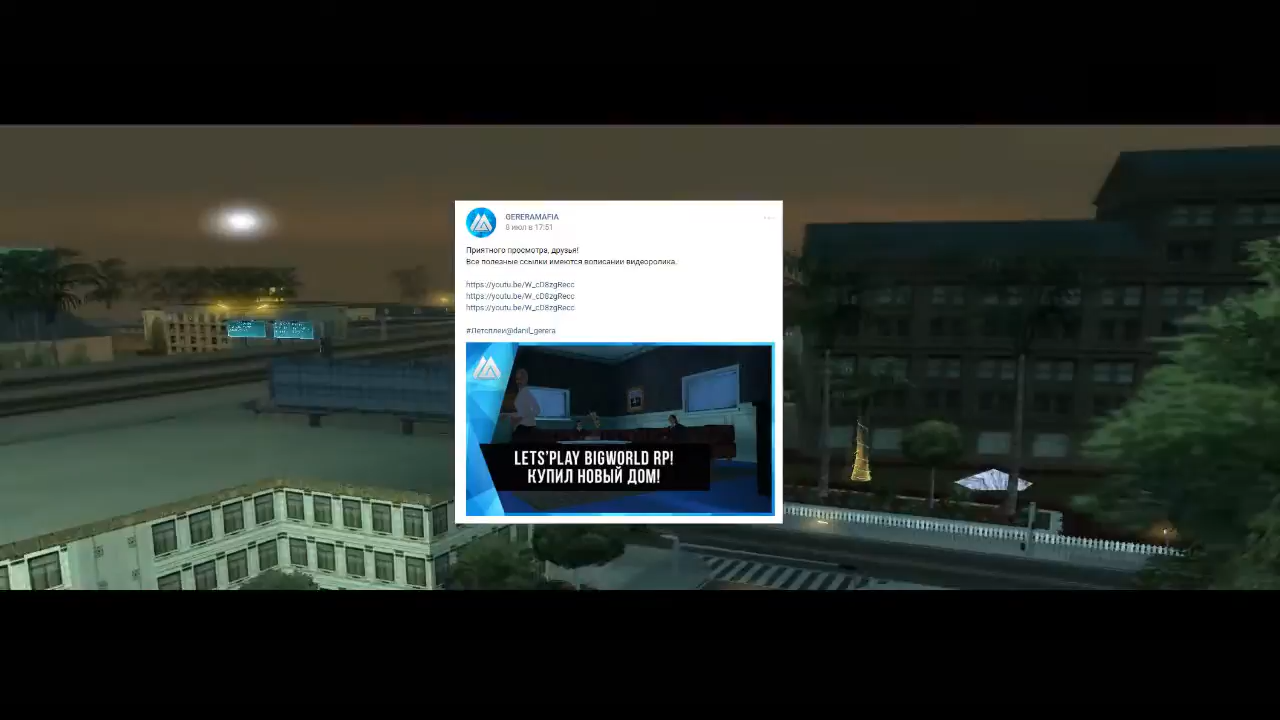 GERERAMAFIA
8 июл в 17:51
Приятного просмотра, друзья!
Все полезные ссылки имеются вописании видеоролика.
https://youtu.be/W_cD8zgRecc
https://youtu.be/W_cD8zgRecc
https://youtu.be/W_cD8zgRecc
#Летсплеи@danil_gerera
LETS'PLAY BIGWORLD RP!
КУПИЛ НОВЫЙ ДОМ!